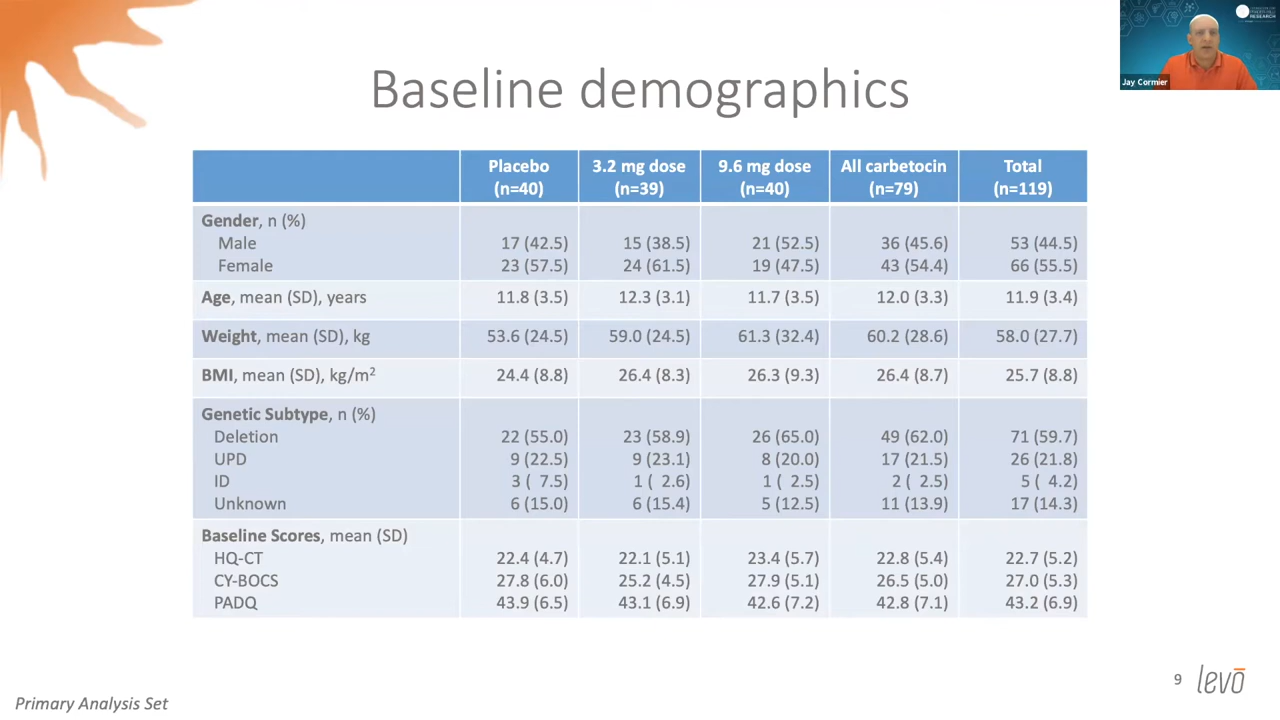 FOUNDATION FOR
PRADER-WILLI
RESEARCH
Jay Cormier
Baseline demographics
Placebo (n=40) 3.2 mg dose (n=39) 9.6 mg dose (n=40) All carbetocin (n=79) Total (n=119)
Gender, n (%)
Male 17 (42.5) 15 (38.5) 21 (52.5) 36 (45.6) 53 (44.5)
Female 23 (57.5) 24 (61.5) 19 (47.5) 43 (54.4) 66 (55.5)
Age, mean (SD), years 11.8 (3.5) 12.3 (3.1) 11.7 (3.5) 12.0 (3.3) 11.9 (3.4)
Weight, mean (SD), kg 53.6 (24.5) 59.0 (24.5) 61.3 (32.4) 60.2 (28.6) 58.0 (27.7)
BMI, mean (SD), kg/m² 24.4 (8.8) 26.4 (8.3) 26.3 (9.3) 26.4 (8.7) 25.7 (8.8)
Genetic Subtype, n (%)
Deletion 22 (55.0) 23 (58.9) 26 (65.0) 49 (62.0) 71 (59.7)
UPD 9 (22.5) 9 (23.1) 8 (20.0) 17 (21.5) 26 (21.8)
ID 3 ( 7.5) 1 ( 2.6) 1 ( 2.5) 2 ( 2.5) 5 ( 4.2)
Unknown 6 (15.0) 6 (15.4) 5 (12.5) 11 (13.9) 17 (14.3)
Baseline Scores, mean (SD)
HQ-CT 22.4 (4.7) 22.1 (5.1) 23.4 (5.7) 22.8 (5.4) 22.7 (5.2)
CY-BOCS 27.8 (6.0) 25.2 (4.5) 27.9 (5.1) 26.5 (5.0) 27.0 (5.3)
PADQ 43.9 (6.5) 43.1 (6.9) 42.6 (7.2) 42.8 (7.1) 43.2 (6.9)
9 levō
Primary Analysis Set